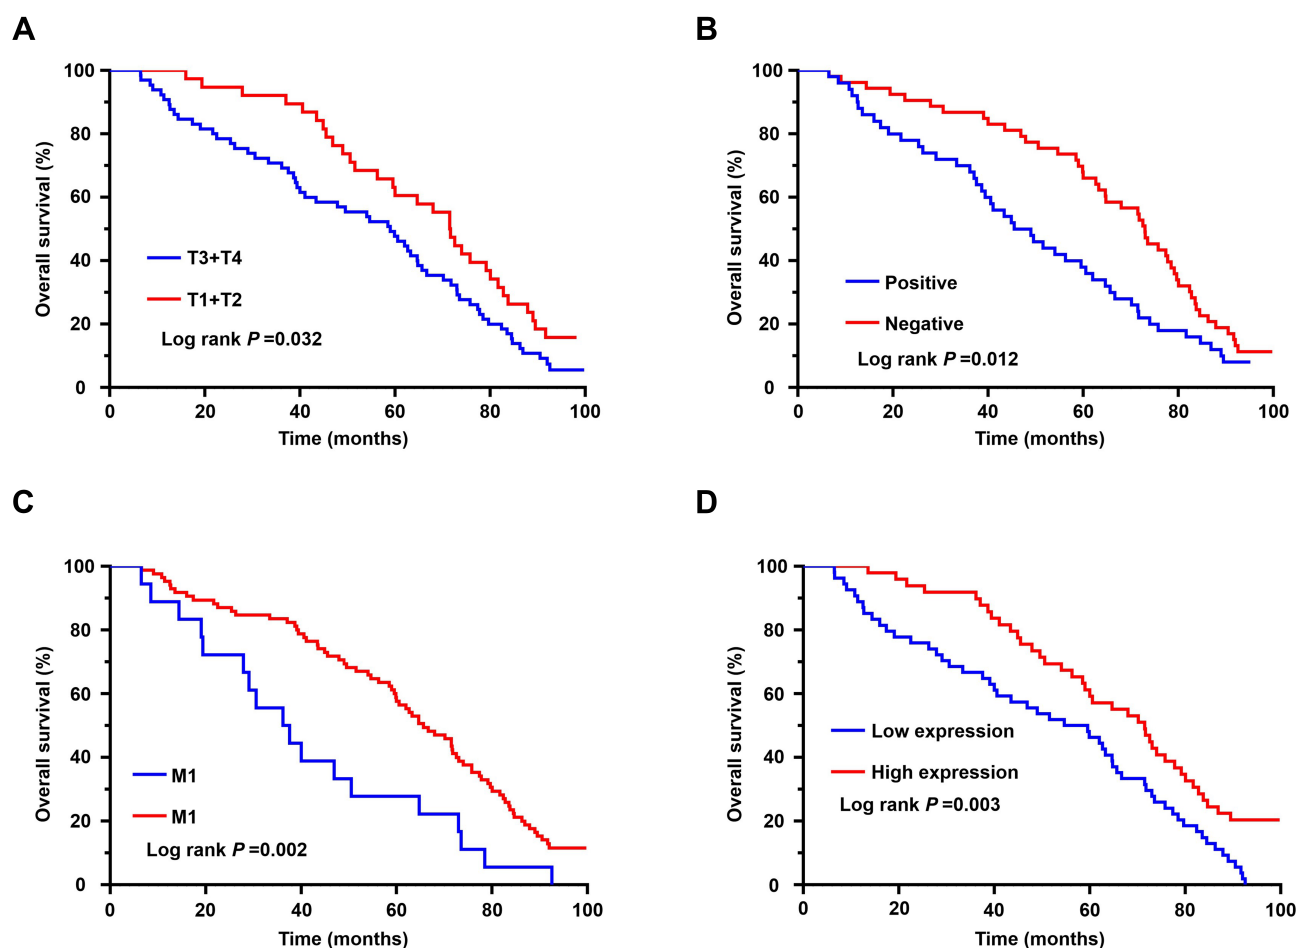 A
Overall survival (%)
100
80
60
40
20
0
T3+T4
T1+T2
Log rank P =0.032
0 20 40 60 80 100
Time (months)
B
Overall survival (%)
100
80
60
40
20
0
Positive
Negative
Log rank P =0.012
0 20 40 60 80 100
Time (months)
C
Overall survival (%)
100
80
60
40
20
0
M1
M1
Log rank P =0.002
0 20 40 60 80 100
Time (months)
D
Overall survival (%)
100
80
60
40
20
0
Low expression
High expression
Log rank P =0.003
0 20 40 60 80 100
Time (months)